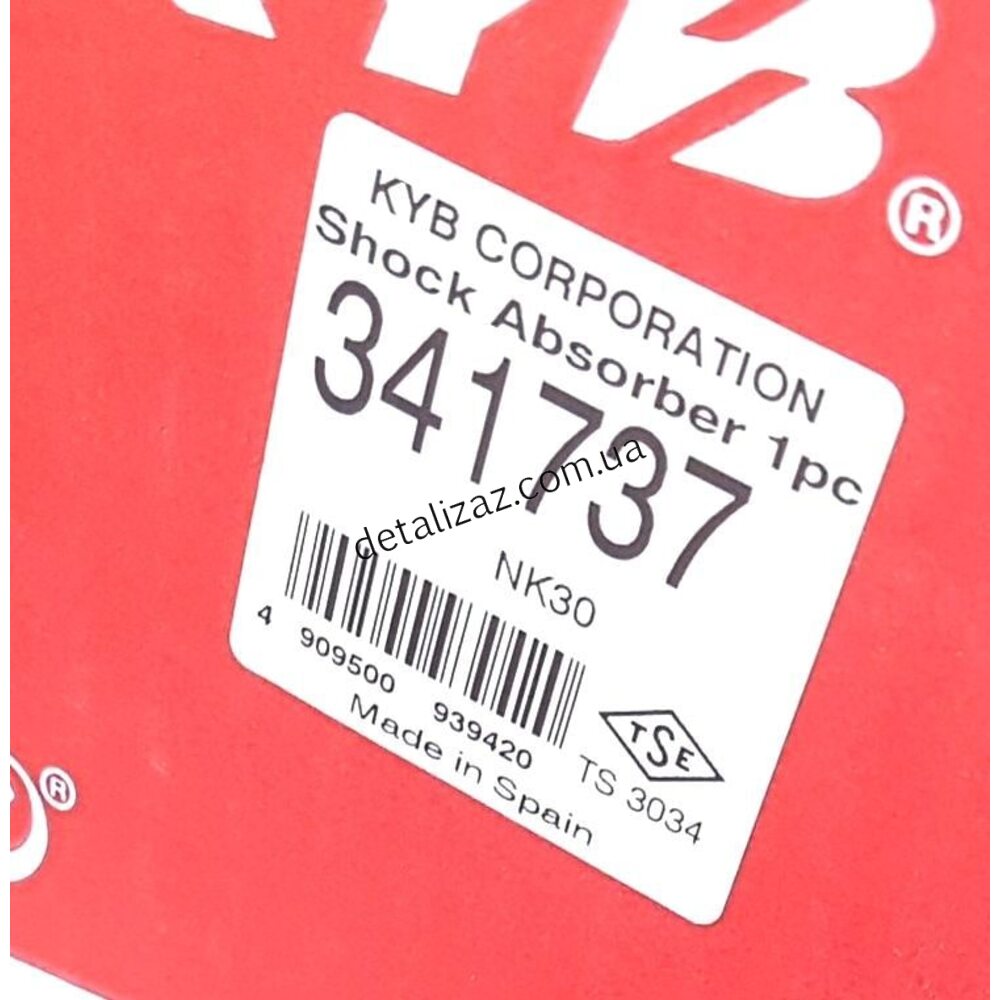 KYB
®
KYB CORPORATION
Shock Absorber 1pc
341737
detalizaz.com.ua
NK30
4 909500 939420
TSE
TS 3034
Made in Spain
®